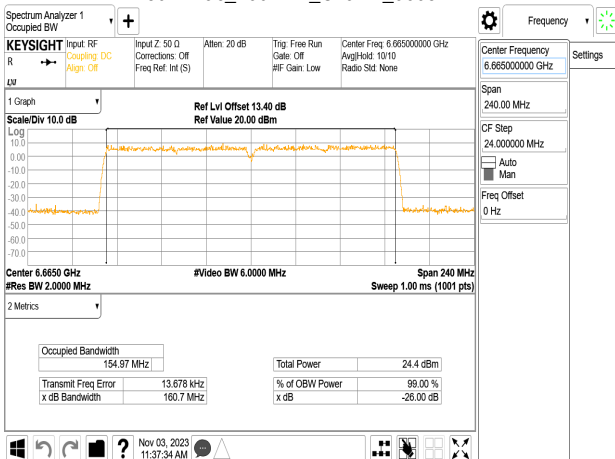 Spectrum Analyzer 1
Occupied BW
+
Frequency
KEYSIGHT
R
LXI
Input: RF
Coupling: DC
Align: Off
Input Z: 50 Ω
Corrections: Off
Freq Ref: Int (S)
Atten: 20 dB
Trig: Free Run
Gate: Off
#IF Gain: Low
Center Freq: 6.665000000 GHz
Avg|Hold: 10/10
Radio Std: None
Center Frequency
6.665000000 GHz
Settings
Span
240.00 MHz
CF Step
24.000000 MHz
Auto
Man
Freq Offset
0 Hz
1 Graph
Scale/Div 10.0 dB
Ref Lvl Offset 13.40 dB
Ref Value 20.00 dBm
Log
10.0
0.00
-10.0
-20.0
-30.0
-40.0
-50.0
-60.0
-70.0
Center 6.6650 GHz
#Video BW 6.0000 MHz
Span 240 MHz
#Res BW 2.0000 MHz
Sweep 1.00 ms (1001 pts)
2 Metrics
Occupied Bandwidth
154.97 MHz
Total Power 24.4 dBm
Transmit Freq Error 13.678 kHz
% of OBW Power 99.00 %
x dB Bandwidth 160.7 MHz
x dB -26.00 dB
?
Nov 03, 2023
11:37:34 AM